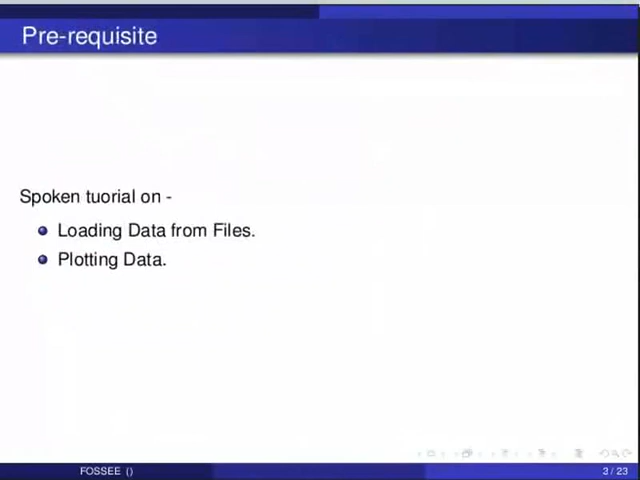 Pre-requisite
Spoken tuorial on -
Loading Data from Files.
Plotting Data.
FOSSEE ()
3 / 23